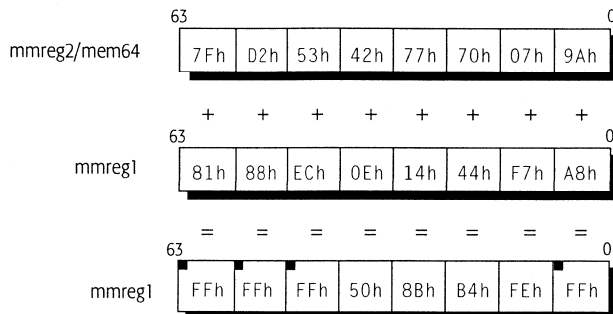 63 0
mmreg2/mem64 7Fh D2h 53h 42h 77h 70h 07h 9Ah
+ + + + + + + +
63 0
mmreg1 81h 88h ECh 0Eh 14h 44h F7h A8h
= = = = = = = =
63 0
mmreg1 FFh FFh FFh 50h 8Bh B4h FEh FFh